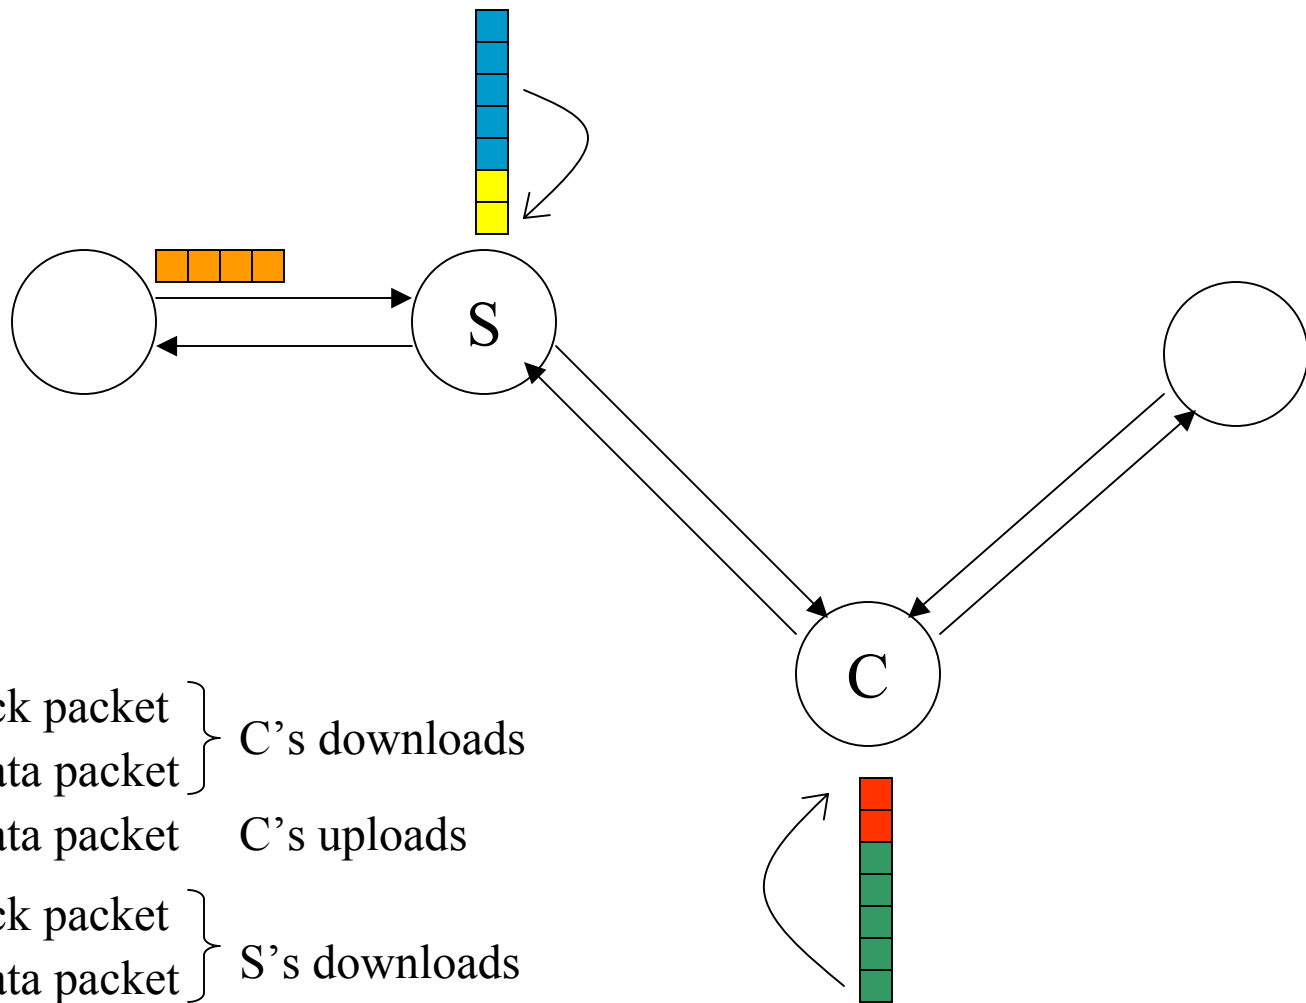 S
C
ck packet
ata packet
C’s downloads
ata packet C’s uploads
ck packet
ata packet
S’s downloads